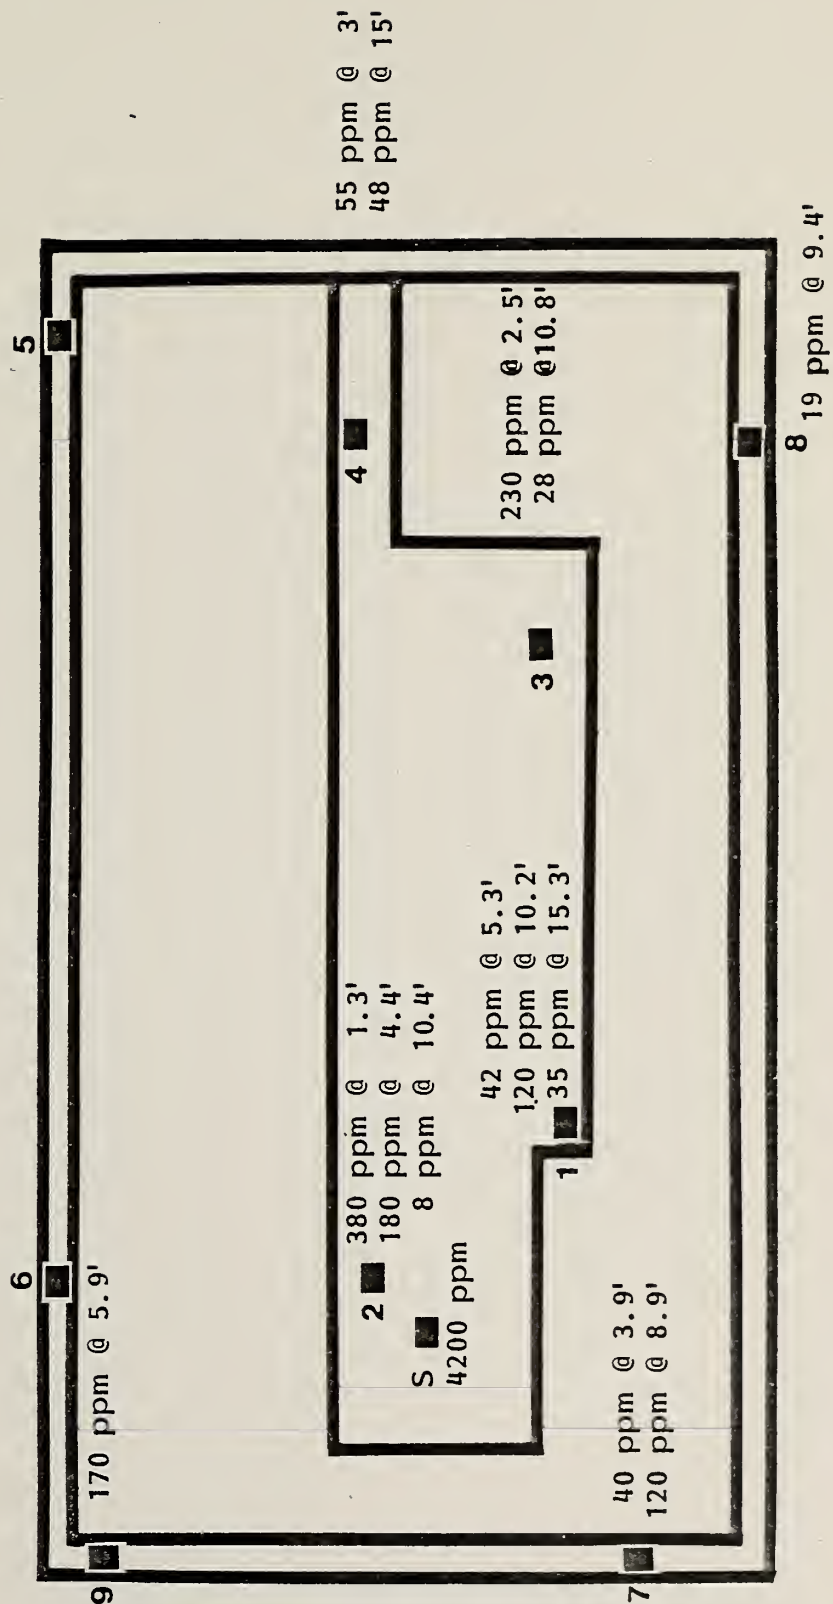 6
5
9
170 ppm @ 5.9'
2
380 ppm @ 1.3'
180 ppm @ 4.4'
8 ppm @ 10.4'
4
55 ppm @ 3'
48 ppm @ 15'
S
4200 ppm
42 ppm @ 5.3'
120 ppm @ 10.2'
35 ppm @ 15.3'
1
3
230 ppm @ 2.5'
28 ppm @10.8'
7
40 ppm @ 3.9'
120 ppm @ 8.9'
8
19 ppm @ 9.4'